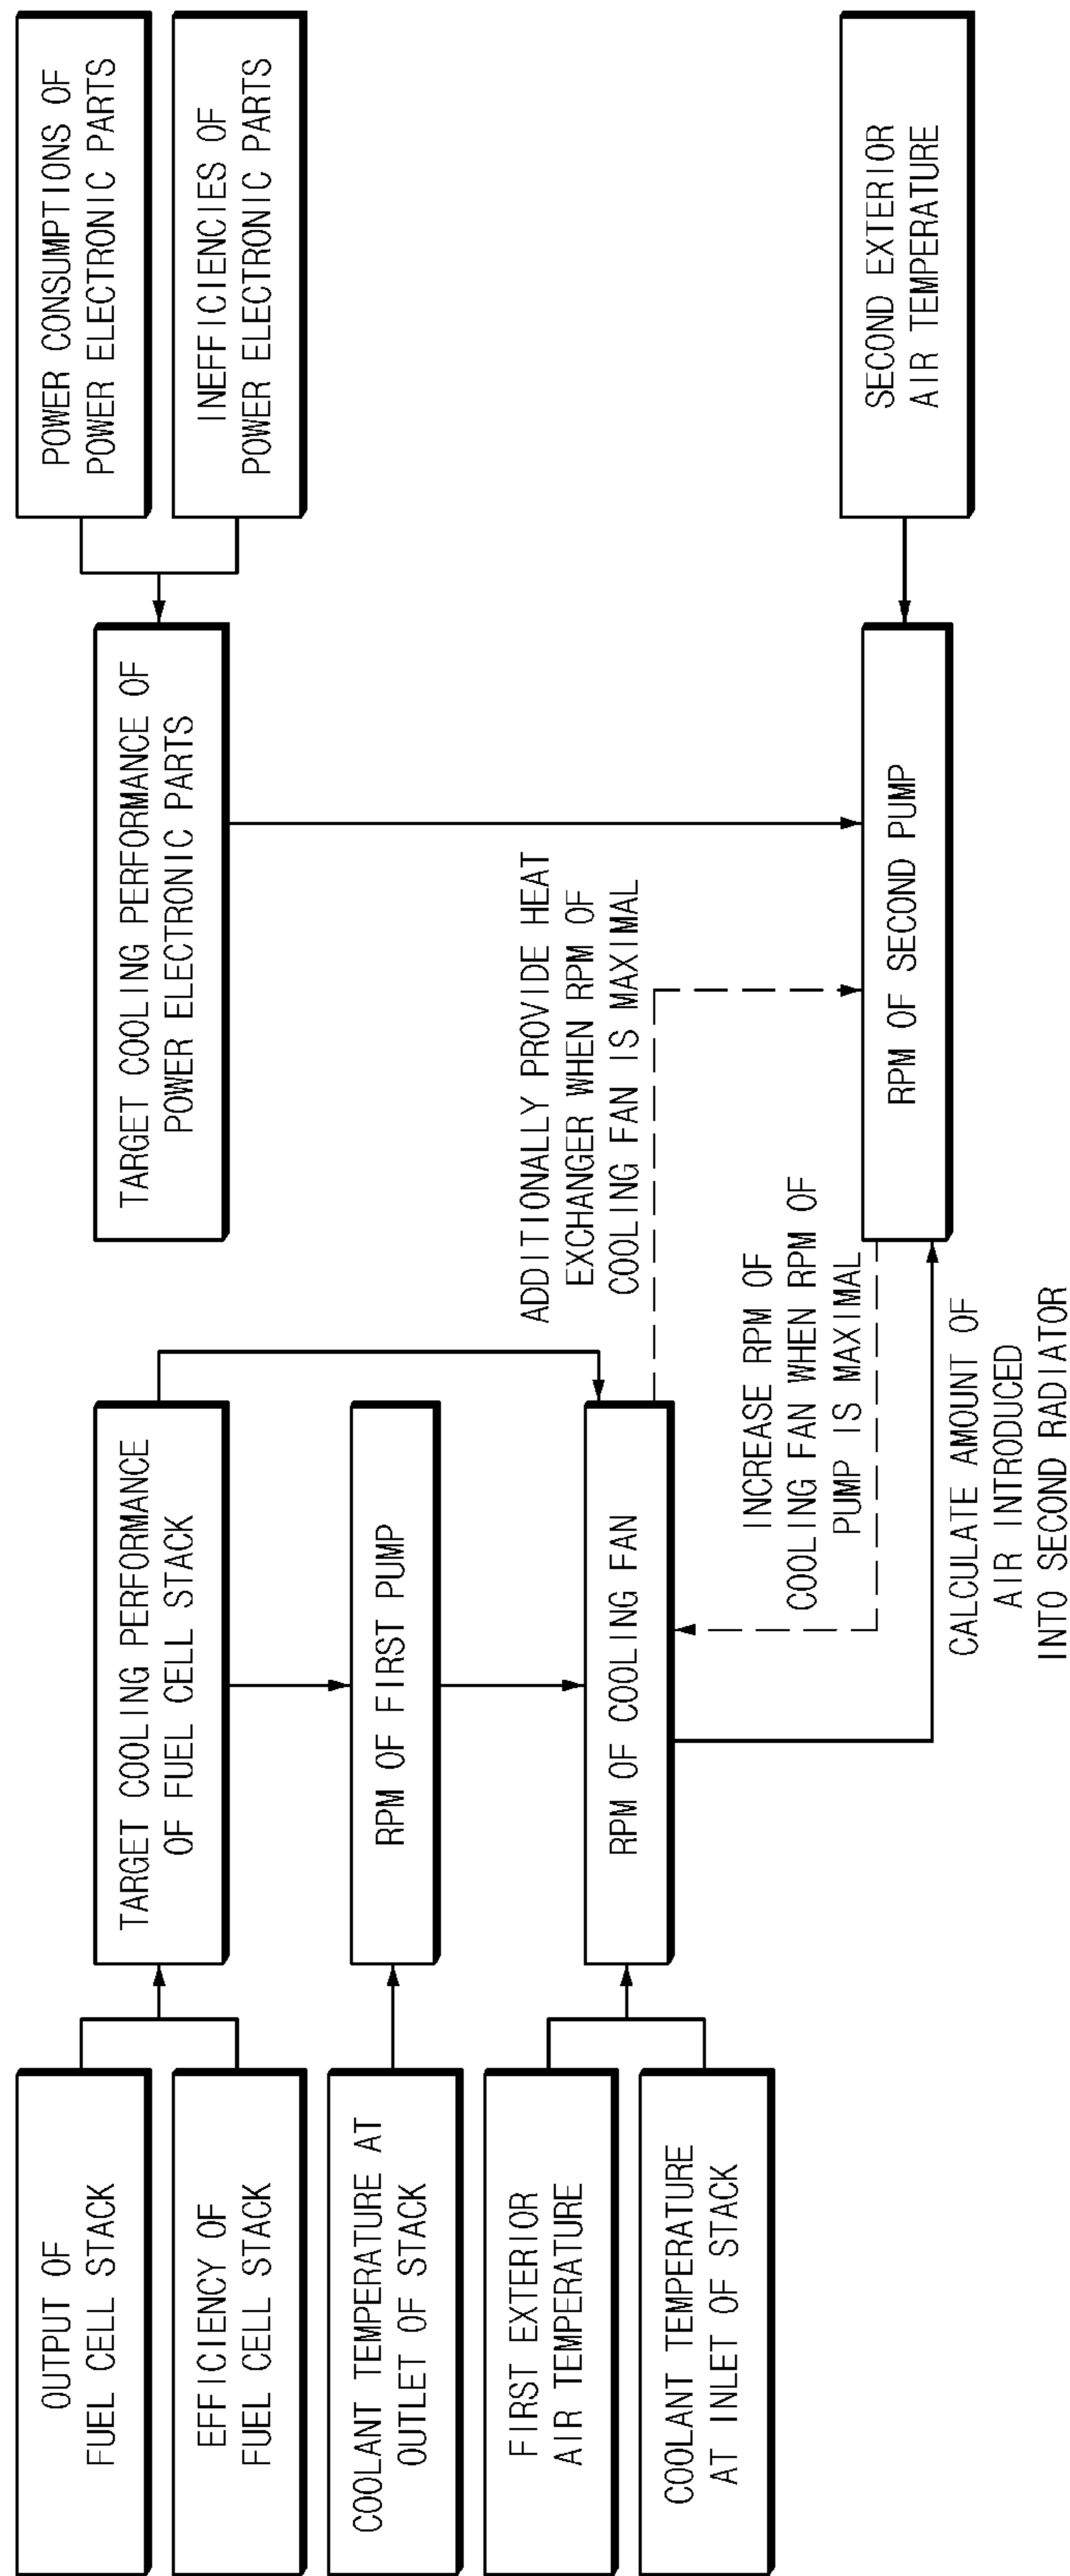 OUTPUT OF
FUEL CELL STACK
EFFICIENCY OF
FUEL CELL STACK
COOLANT TEMPERATURE AT
OUTLET OF STACK
FIRST EXTERIOR
AIR TEMPERATURE
COOLANT TEMPERATURE
AT INLET OF STACK
TARGET COOLING PERFORMANCE
OF FUEL CELL STACK
RPM OF FIRST PUMP
RPM OF COOLING FAN
ADDITIONALLY PROVIDE HEAT
EXCHANGER WHEN RPM OF
COOLING FAN IS MAXIMAL
INCREASE RPM OF
COOLING FAN WHEN RPM OF
PUMP IS MAXIMAL
CALCULATE AMOUNT OF
AIR INTRODUCED
INTO SECOND RADIATOR
TARGET COOLING PERFORMANCE OF
POWER ELECTRONIC PARTS
RPM OF SECOND PUMP
POWER CONSUMPTIONS OF
POWER ELECTRONIC PARTS
INEFFICIENCIES OF
POWER ELECTRONIC PARTS
SECOND EXTERIOR
AIR TEMPERATURE